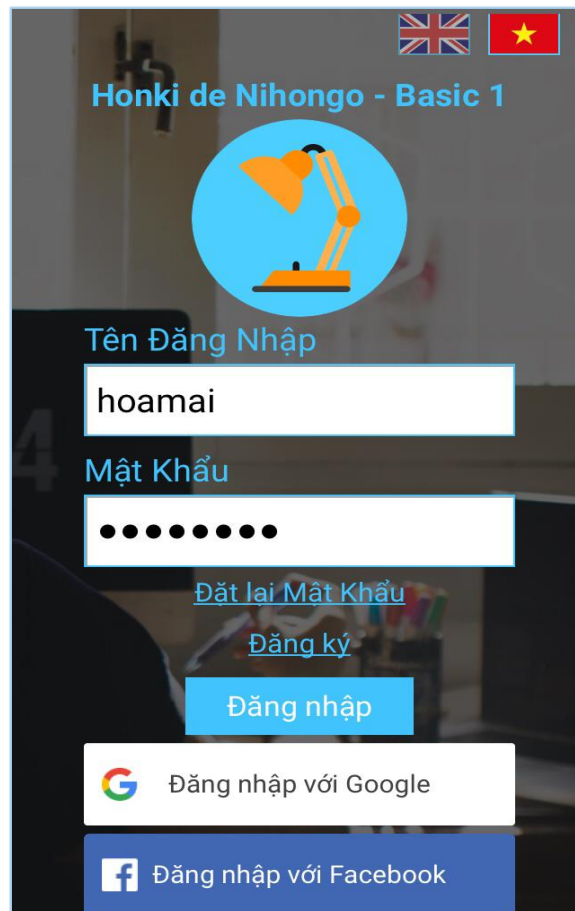 Honki de Nihongo - Basic 1
Tên Đăng Nhập
hoamai
Mật Khẩu
●●●●●●●●
Đặt lại Mật Khẩu
Đăng ký
Đăng nhập
Đăng nhập với Google
Đăng nhập với Facebook
4